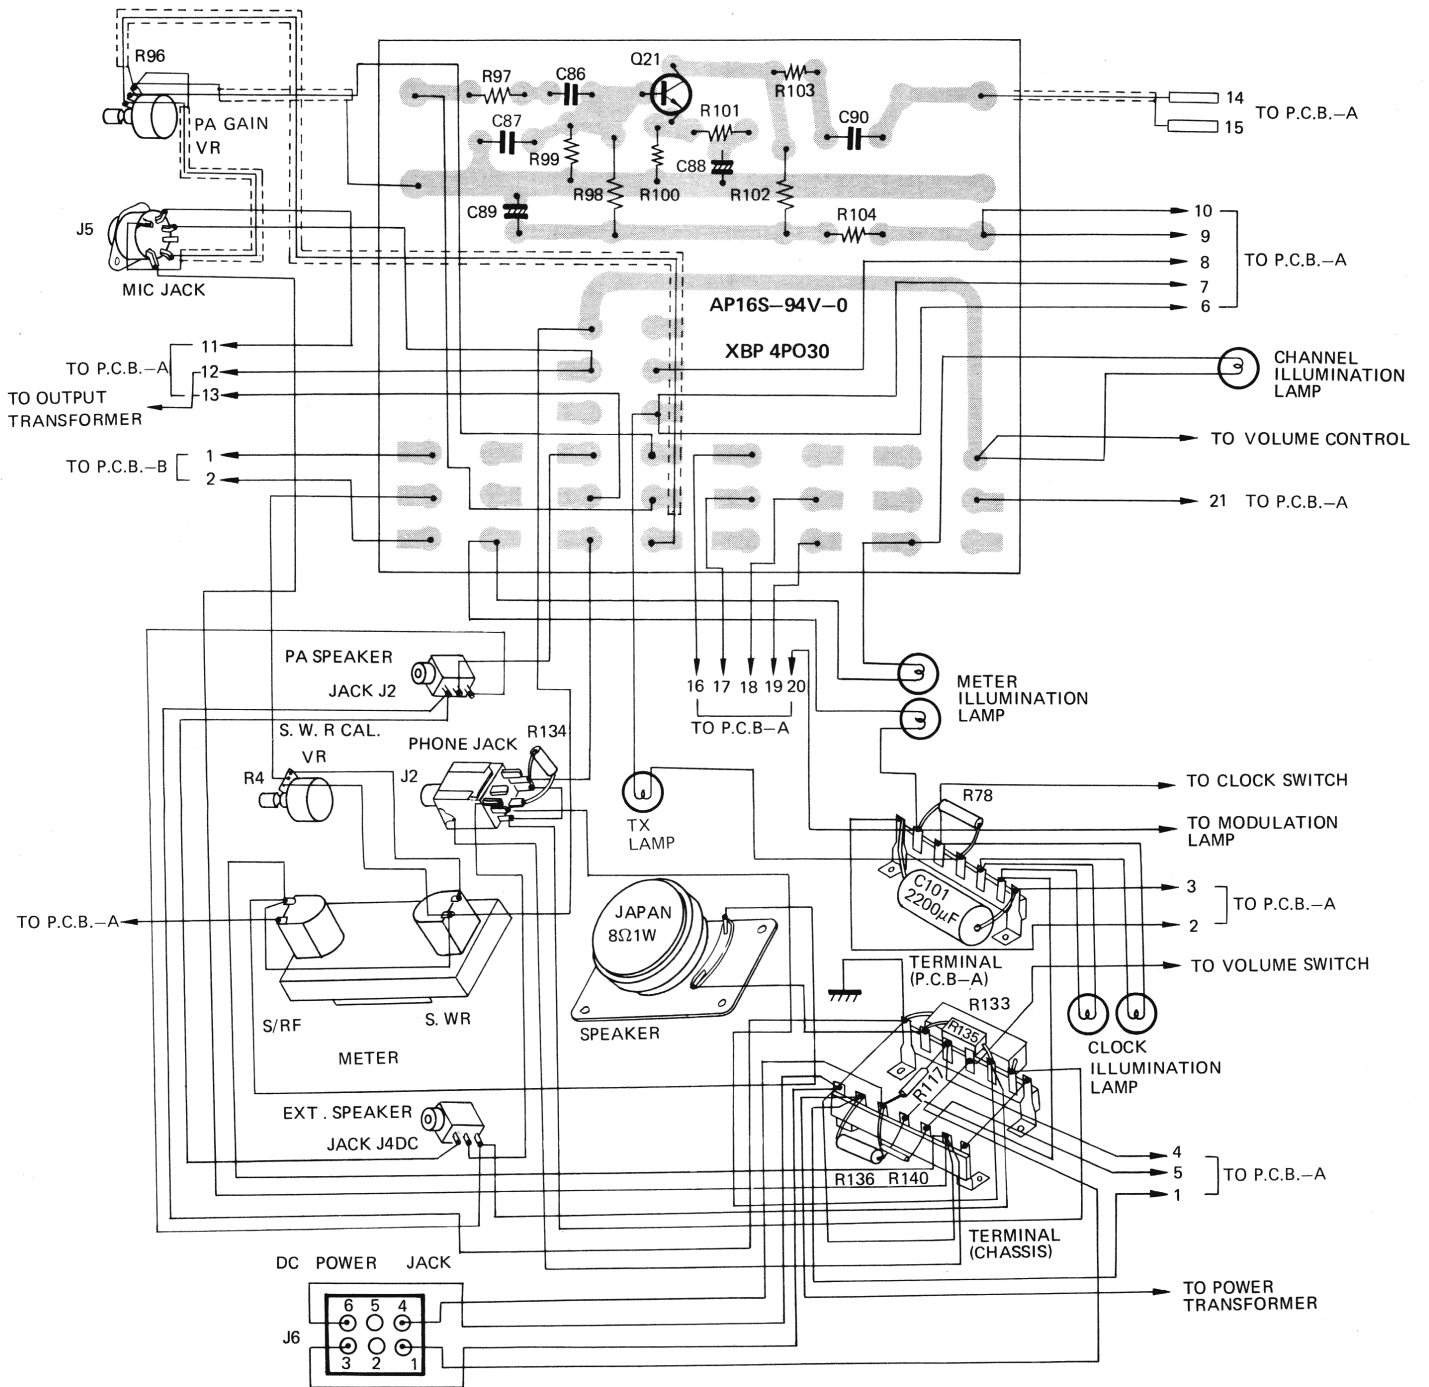 R96
PA GAIN
VR
J5
MIC JACK
R97
C86
Q21
R103
C87
R101
C90
R99
C88
R98
R100
R102
C89
R104
AP16S-94V-0
XBP 4PO30
14
15
TO P.C.B.-A
10
9
8
7
6
TO P.C.B.-A
11
12
13
TO P.C.B.-A
TO OUTPUT
TRANSFORMER
TO P.C.B.-B
1
2
CHANNEL
ILLUMINATION
LAMP
TO VOLUME CONTROL
21 TO P.C.B.-A
PA SPEAKER
JACK J2
16 17 18 19 20
TO P.C.B-A
METER
ILLUMINATION
LAMP
S. W. R CAL.
VR
R4
PHONE JACK
J2
R134
TX
LAMP
TO CLOCK SWITCH
R78
TO MODULATION
LAMP
C101
2200μF
3
2
TO P.C.B.-A
TO P.C.B.-A
JAPAN
8Ω1W
SPEAKER
TERMINAL
(P.C.B-A)
TO VOLUME SWITCH
S/RF
S. WR
METER
R133
R135
R117
CLOCK
ILLUMINATION
LAMP
EXT . SPEAKER
JACK J4DC
R136
R140
4
5
1
TO P.C.B.-A
TERMINAL
(CHASSIS)
DC POWER JACK
J6
6 5 4
3 2 1
TO POWER
TRANSFORMER